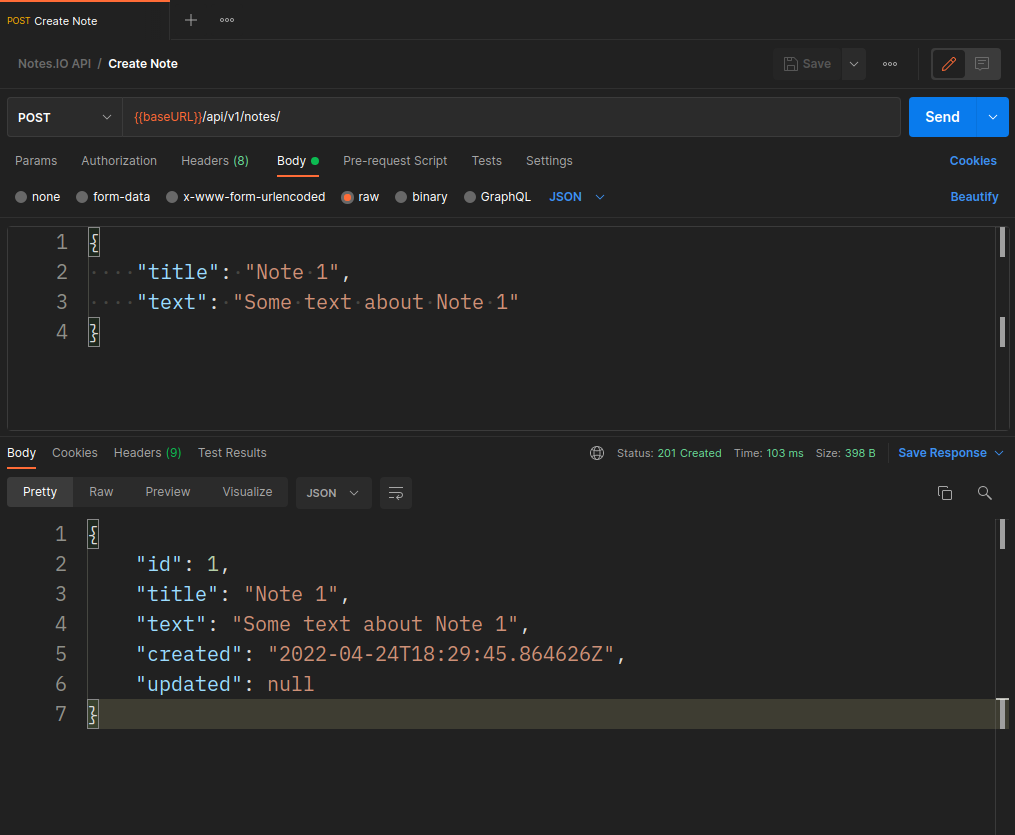 POST Create Note
Notes.IO API / Create Note Save
POST {{baseURL}}/api/v1/notes/ Send
Params Authorization Headers (8) Body Pre-request Script Tests Settings Cookies
none form-data x-www-form-urlencoded raw binary GraphQL JSON Beautify
1 {
2 "title": "Note 1",
3 "text": "Some text about Note 1"
4 }
Body Cookies Headers (9) Test Results Status: 201 Created Time: 103 ms Size: 398 B Save Response
Pretty Raw Preview Visualize JSON
1 {
2 "id": 1,
3 "title": "Note 1",
4 "text": "Some text about Note 1",
5 "created": "2022-04-24T18:29:45.864626Z",
6 "updated": null
7 }